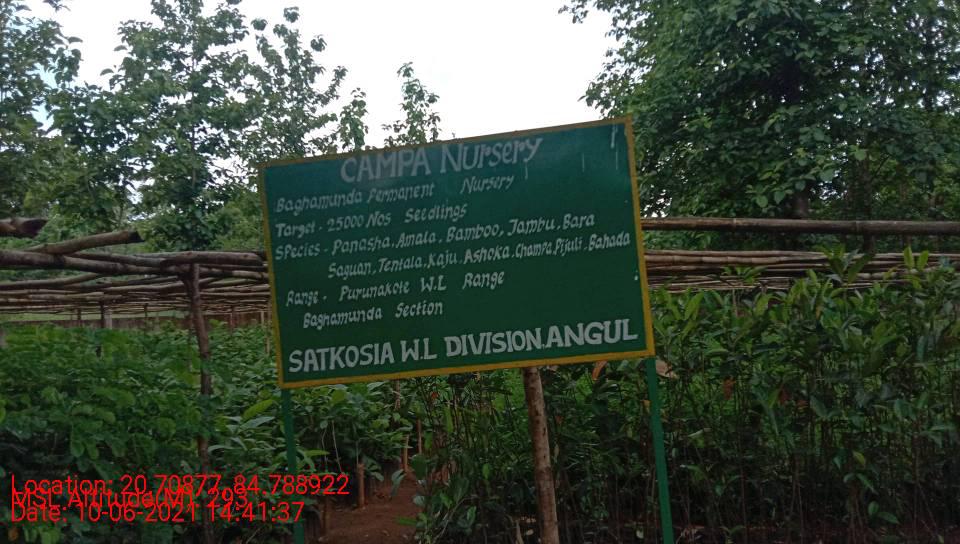 CAMPA Nursery
Baghamunda Permanent Nursery
Target - 25000 Nos Seedlings
Species - Panasha, Amala, Bamboo, Jambu, Bara
Saguan, Tentala, Kaju, Ashoka, Champa, Pijuli, Bahada
Range - Purunakote W.L Range
Baghamunda Section
SATKOSIA W.L DIVISION.ANGUL
Location: 20.70877, 84.788922
MSL Altitude(M): 293
Date: 10-06-2021 14:41:37